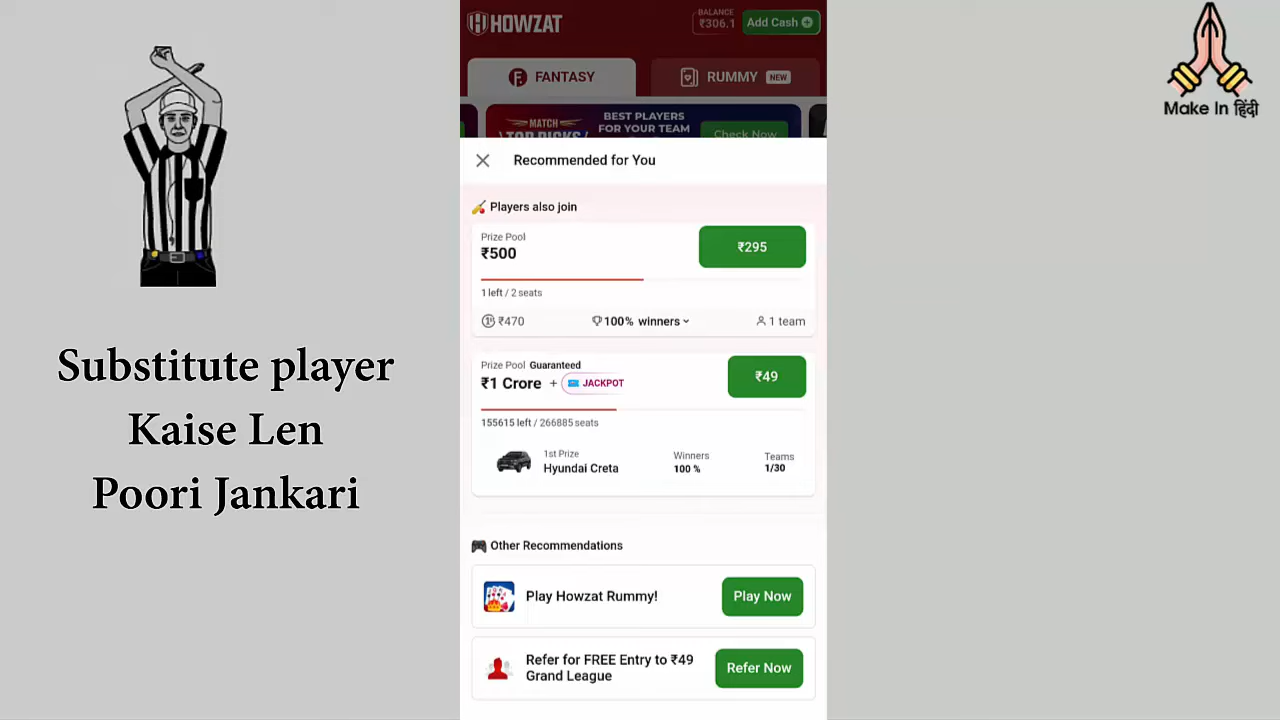 HOWZAT
BALANCE
₹306.1
Add Cash
FANTASY
RUMMY NEW
MATCH
TOP PICKS
BEST PLAYERS
FOR YOUR TEAM
Check Now
Recommended for You
Players also join
Prize Pool
₹500
₹295
1 left / 2 seats
₹470
100% winners
1 team
Prize Pool Guaranteed
₹1 Crore + JACKPOT
₹49
155615 left / 266885 seats
1st Prize
Hyundai Creta
Winners
100 %
Teams
1/30
Other Recommendations
Play Howzat Rummy!
Play Now
Refer for FREE Entry to ₹49
Grand League
Refer Now
Substitute player
Kaise Len
Poori Jankari
Make In हिंदी